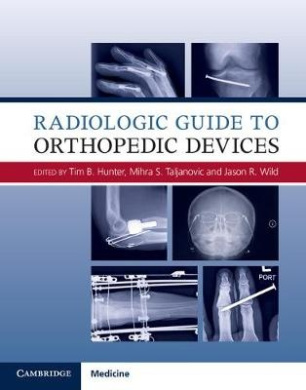 RADIOLOGIC GUIDE TO
ORTHOPEDIC DEVICES
EDITED BY Tim B. Hunter, Mihra S. Taljanovic and Jason R. Wild
L
PORT
CAMBRIDGE
Medicine